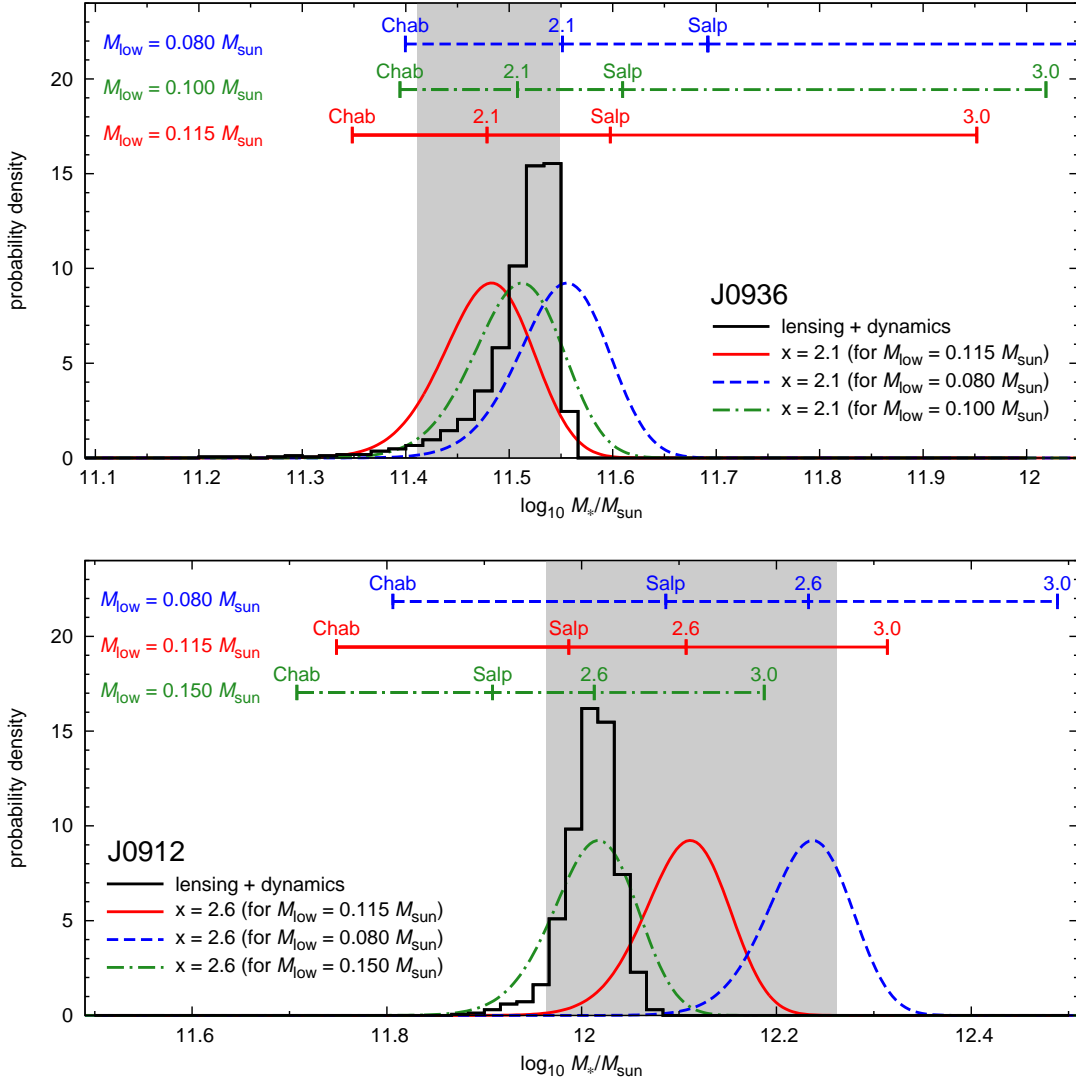 Chab 2.1 Salp
M_low = 0.080 M_sun
Chab 2.1 Salp 3.0
M_low = 0.100 M_sun
Chab 2.1 Salp 3.0
M_low = 0.115 M_sun
probability density
0 5 10 15 20
J0936
lensing + dynamics
x = 2.1 (for M_low = 0.115 M_sun)
x = 2.1 (for M_low = 0.080 M_sun)
x = 2.1 (for M_low = 0.100 M_sun)
11.1 11.2 11.3 11.4 11.5 11.6 11.7 11.8 11.9 12
log10 M*/Msun
Chab Salp 2.6 3.0
M_low = 0.080 M_sun
Chab Salp 2.6 3.0
M_low = 0.115 M_sun
Chab Salp 2.6 3.0
M_low = 0.150 M_sun
probability density
0 5 10 15 20
J0912
lensing + dynamics
x = 2.6 (for M_low = 0.115 M_sun)
x = 2.6 (for M_low = 0.080 M_sun)
x = 2.6 (for M_low = 0.150 M_sun)
11.6 11.8 12 12.2 12.4
log10 M*/Msun